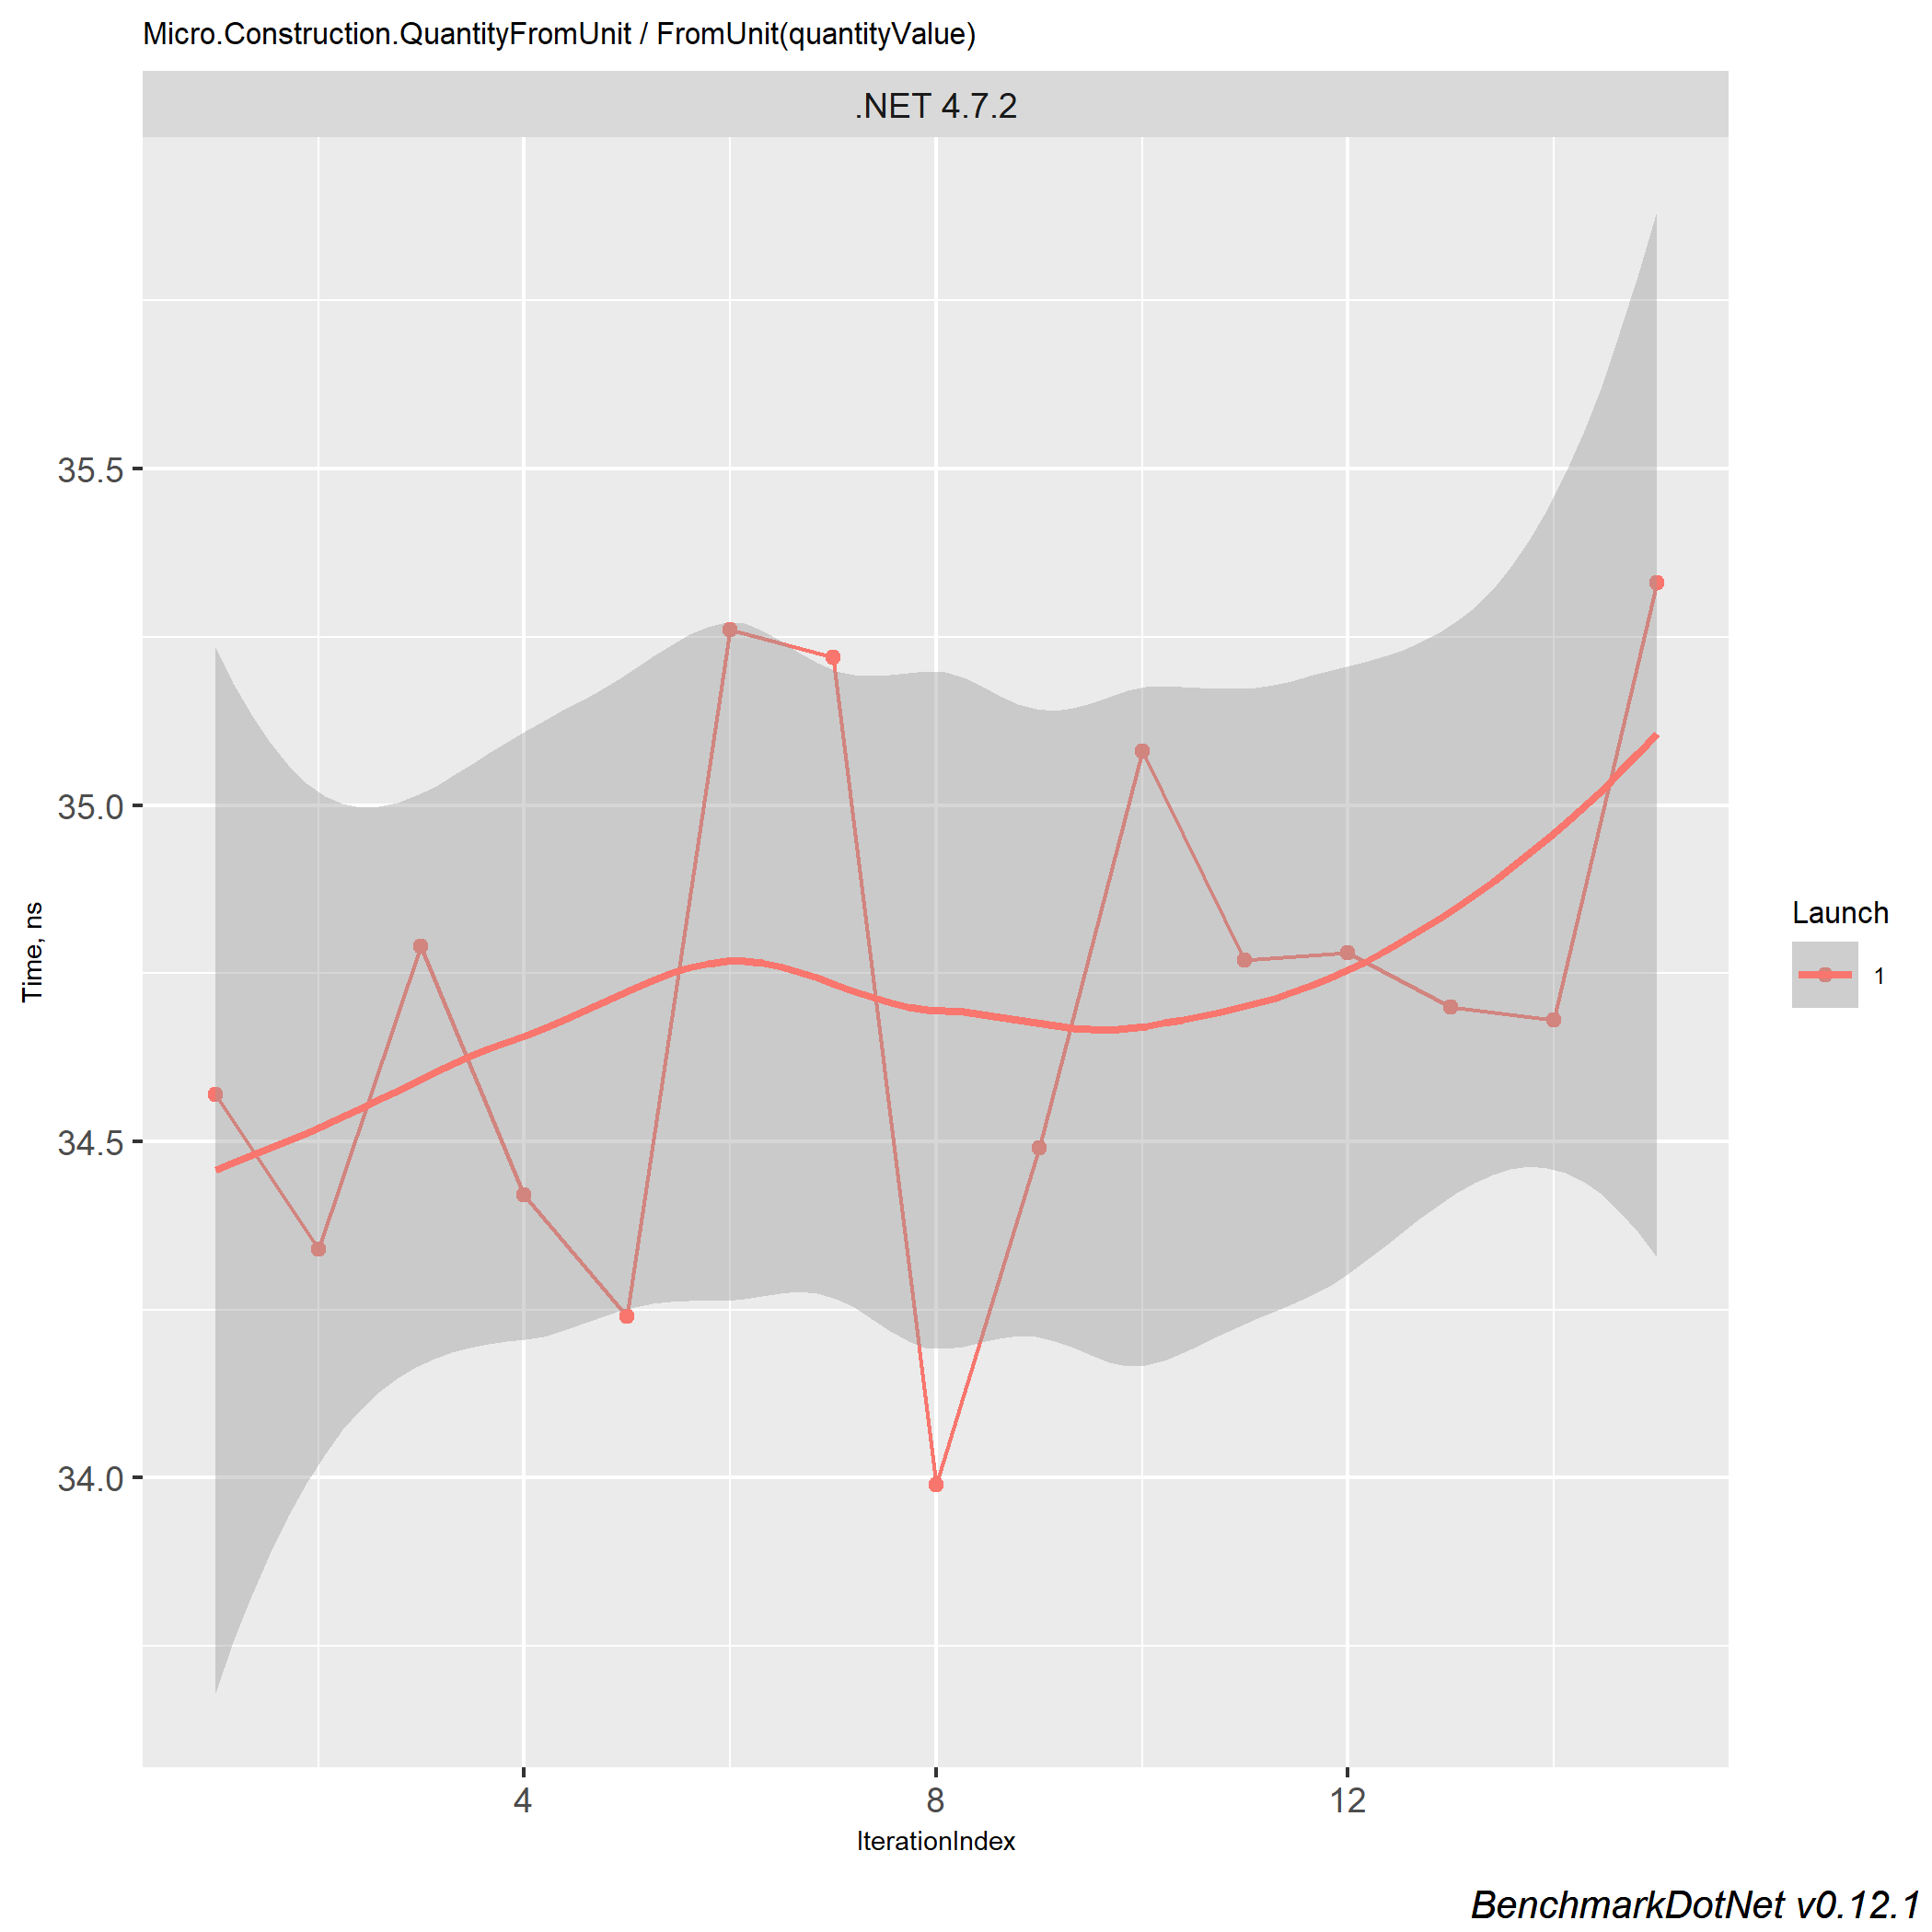 Micro.Construction.QuantityFromUnit / FromUnit(quantityValue)
.NET 4.7.2
35.5
35.0
34.5
34.0
Time, ns
4 8 12
IterationIndex
Launch
1
BenchmarkDotNet v0.12.1